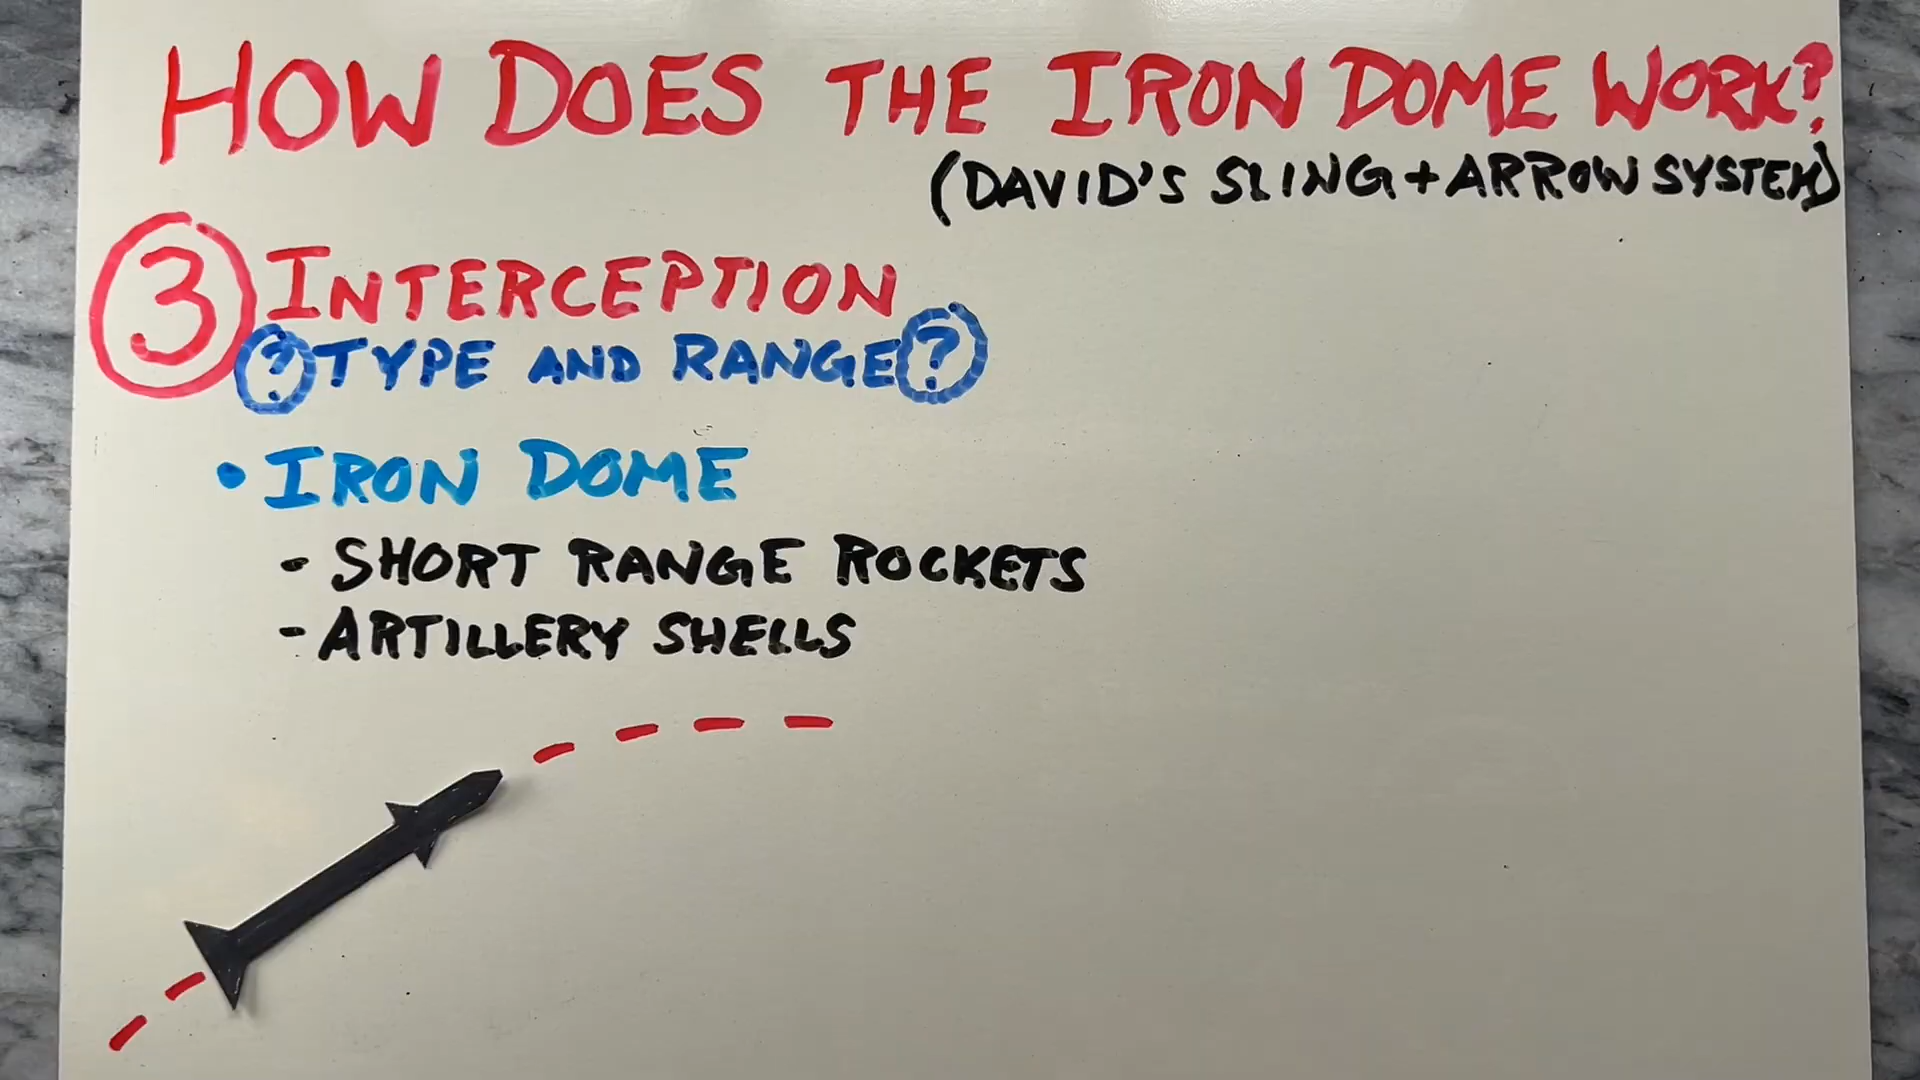 HOW DOES THE IRON DOME WORK?
(DAVID'S SLING + ARROW SYSTEM)
3 INTERCEPTION
? TYPE AND RANGE ?
• IRON DOME
- SHORT RANGE ROCKETS
- ARTILLERY SHELLS